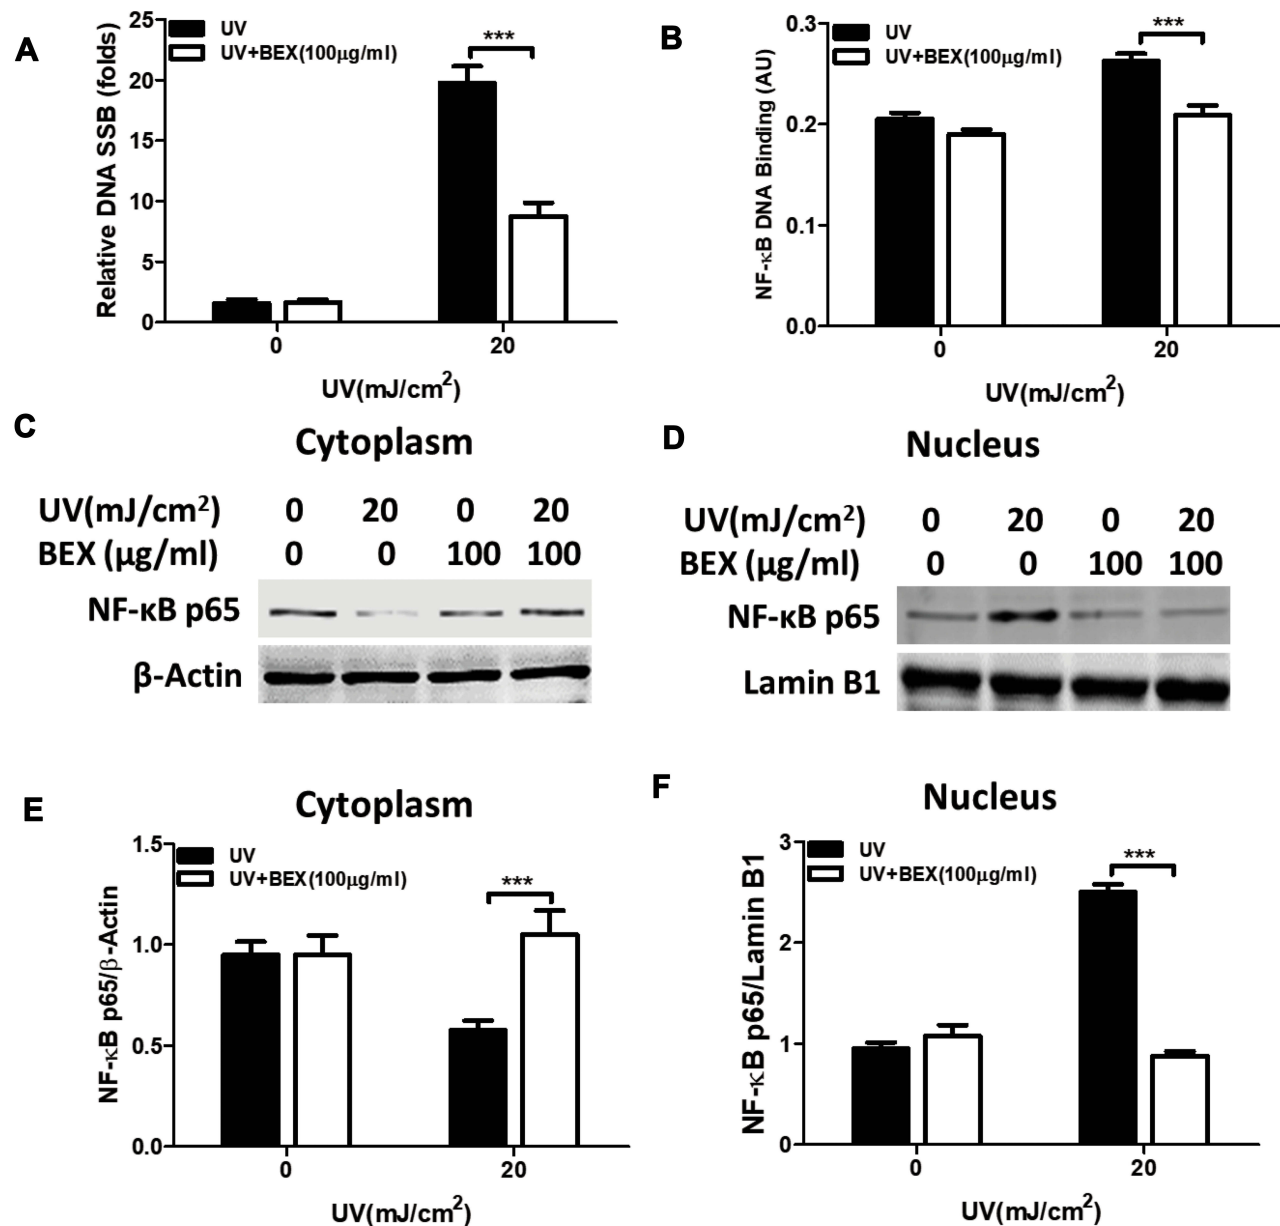 A
Relative DNA SSB (folds)
25
20
15
10
5
0
UV
UV+BEX(100μg/ml)
***
0
20
UV(mJ/cm²)
B
NF-κB DNA Binding (AU)
0.3
0.2
0.1
0.0
UV
UV+BEX(100μg/ml)
***
0
20
UV(mJ/cm²)
C
Cytoplasm
UV(mJ/cm²) 0 20 0 20
BEX (μg/ml) 0 0 100 100
NF-κB p65
β-Actin
D
Nucleus
UV(mJ/cm²) 0 20 0 20
BEX (μg/ml) 0 0 100 100
NF-κB p65
Lamin B1
E
Cytoplasm
NF-κB p65/β-Actin
1.5
1.0
0.5
0.0
UV
UV+BEX(100μg/ml)
***
0
20
UV(mJ/cm²)
F
Nucleus
NF-κB p65/Lamin B1
3
2
1
0
UV
UV+BEX(100μg/ml)
***
0
20
UV(mJ/cm²)